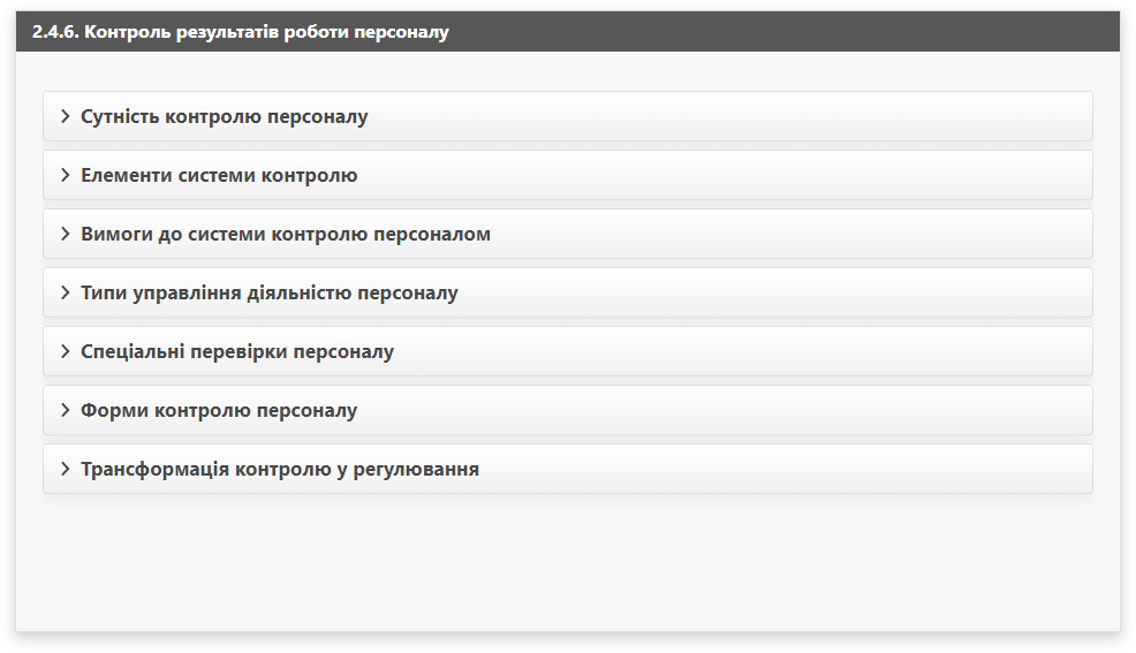 2.4.6. Контроль результатів роботи персоналу
Сутність контролю персоналу
Елементи системи контролю
Вимоги до системи контролю персоналом
Типи управління діяльністю персоналу
Спеціальні перевірки персоналу
Форми контролю персоналу
Трансформація контролю у регулювання